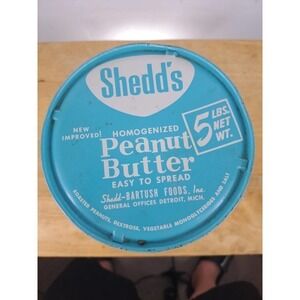 Shedd's
NEW
IMPROVED!
HOMOGENIZED
Peanut
Butter
5 LBS.
NET
WT.
EASY TO SPREAD
Shedd-BARTUSH FOODS, Inc.
GENERAL OFFICES DETROIT, MICH.
ROASTED PEANUTS, DEXTROSE, VEGETABLE MONOGLYCERIDES AND SALT